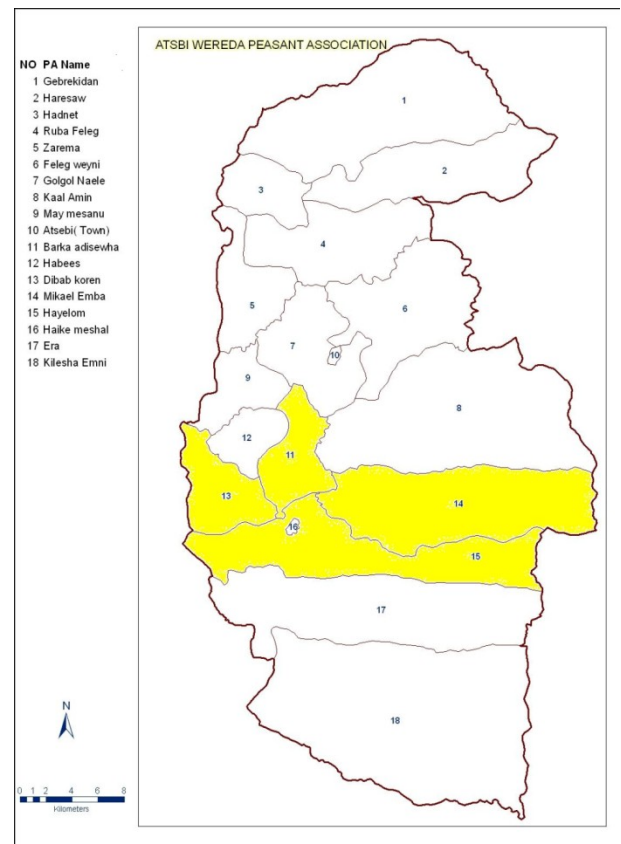 ATSBI WEREDA PEASANT ASSOCIATION
NO PA Name
1 Gebrekidan
2 Haresaw
3 Hadnet
4 Ruba Feleg
5 Zarema
6 Feleg weyni
7 Golgol Naele
8 Kaal Amin
9 May mesanu
10 Atsebi( Town)
11 Barka adisewha
12 Habees
13 Dibab koren
14 Mikael Emba
15 Hayelom
16 Haike meshal
17 Era
18 Kilesha Emni
1
2
3
4
5
6
7
10
9
8
12
11
13
14
16
15
17
18
N
0 1 2 4 6 8
Kilometers